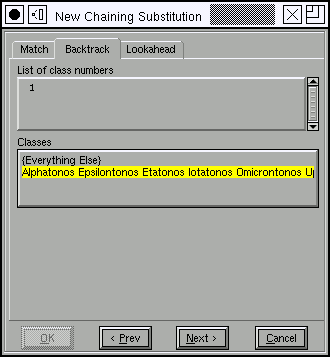 New Chaining Substitution
Match Backtrack Lookahead
List of class numbers
1
Classes
{Everything Else}
Alphatonos Epsilontonos Etatonos Iotatonos Omicrontonos Up
OK < Prev Next > Cancel